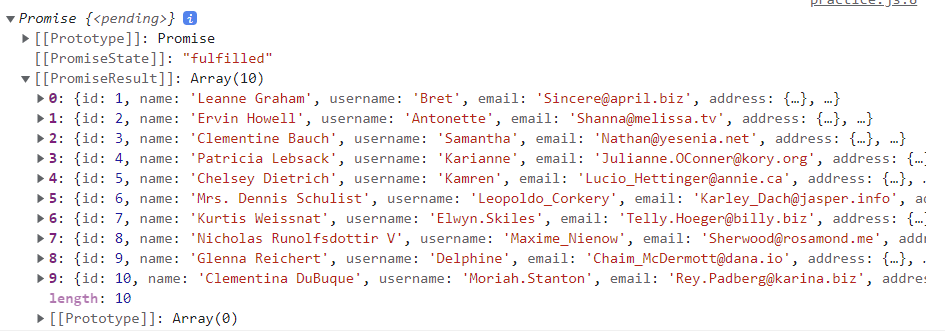 practice.js:8
Promise {<pending>} i
[[Prototype]]: Promise
[[PromiseState]]: "fulfilled"
[[PromiseResult]]: Array(10)
0: {id: 1, name: 'Leanne Graham', username: 'Bret', email: 'Sincere@april.biz', address: {…}, …}
1: {id: 2, name: 'Ervin Howell', username: 'Antonette', email: 'Shanna@melissa.tv', address: {…}, …}
2: {id: 3, name: 'Clementine Bauch', username: 'Samantha', email: 'Nathan@yesenia.net', address: {…}, …}
3: {id: 4, name: 'Patricia Lebsack', username: 'Karianne', email: 'Julianne.OConner@kory.org', address: {…
4: {id: 5, name: 'Chelsey Dietrich', username: 'Kamren', email: 'Lucio_Hettinger@annie.ca', address: {…}, .
5: {id: 6, name: 'Mrs. Dennis Schulist', username: 'Leopoldo_Corkery', email: 'Karley_Dach@jasper.info', ad
6: {id: 7, name: 'Kurtis Weissnat', username: 'Elwyn.Skiles', email: 'Telly.Hoeger@billy.biz', address: {…
7: {id: 8, name: 'Nicholas Runolfsdottir V', username: 'Maxime_Nienow', email: 'Sherwood@rosamond.me', addr
8: {id: 9, name: 'Glenna Reichert', username: 'Delphine', email: 'Chaim_McDermott@dana.io', address: {…}, .
9: {id: 10, name: 'Clementina DuBuque', username: 'Moriah.Stanton', email: 'Rey.Padberg@karina.biz', addres
length: 10
[[Prototype]]: Array(0)